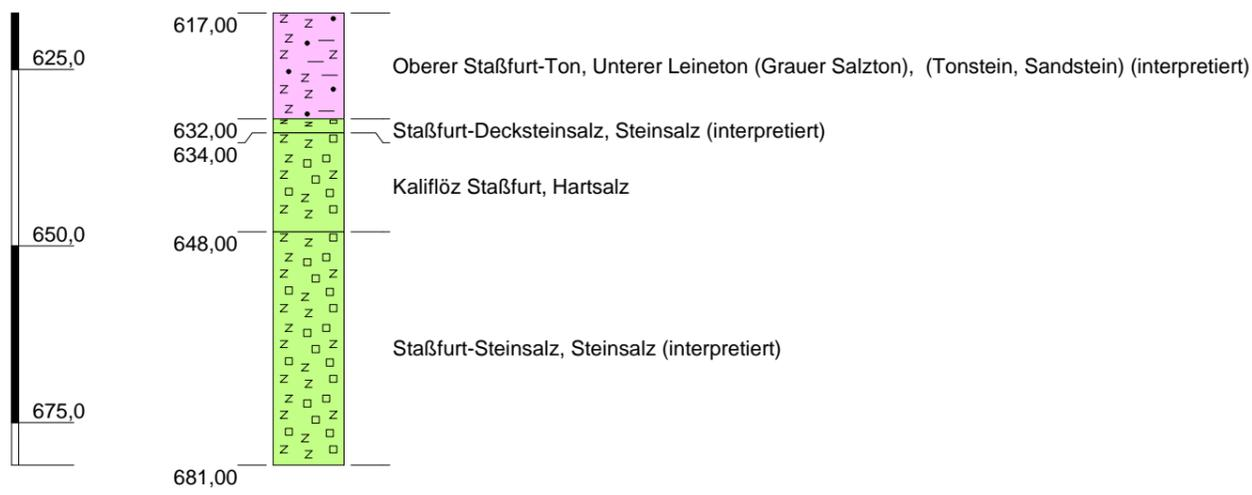 617,00
625,0
Oberer Staßfurt-Ton, Unterer Leineton (Grauer Salzton),  (Tonstein, Sandstein) (interpretiert)
632,00
Staßfurt-Decksteinsalz, Steinsalz (interpretiert)
634,00
Kaliflöz Staßfurt, Hartsalz
650,0
648,00
Staßfurt-Steinsalz, Steinsalz (interpretiert)
675,0
681,00